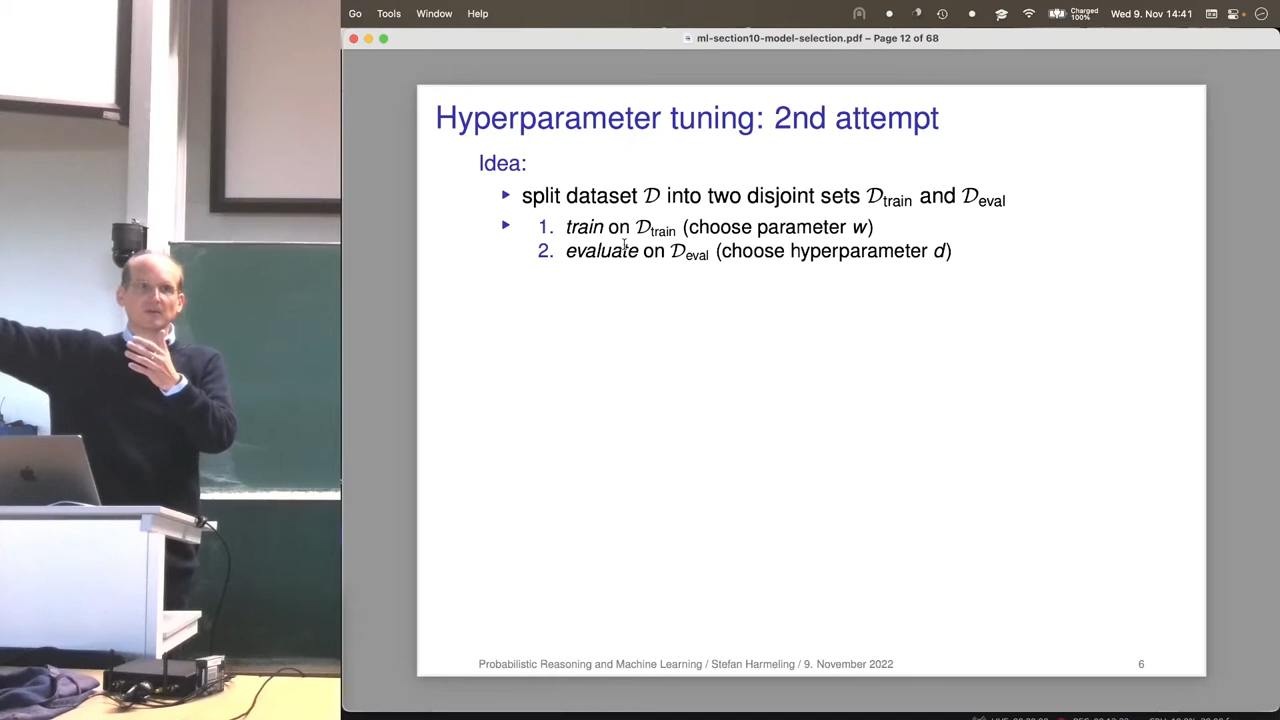 Go Tools Window Help
Charged
100%
Wed 9. Nov 14:41
ml-section10-model-selection.pdf – Page 12 of 68
Hyperparameter tuning: 2nd attempt
Idea:
split dataset 𝒟 into two disjoint sets 𝒟train and 𝒟eval
1. train on 𝒟train (choose parameter w)
2. evaluate on 𝒟eval (choose hyperparameter d)
Probabilistic Reasoning and Machine Learning / Stefan Harmeling / 9. November 2022
6